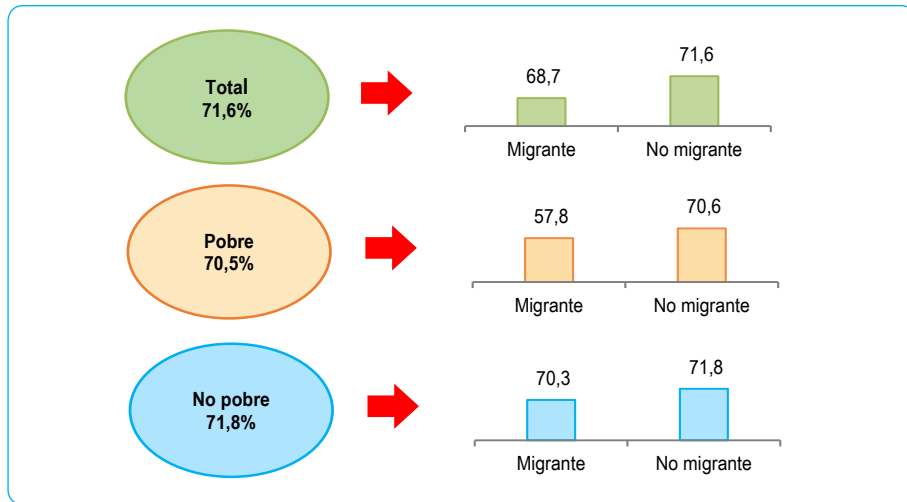 Total
71,6%
68,7
71,6
Migrante
No migrante
Pobre
70,5%
57,8
70,6
Migrante
No migrante
No pobre
71,8%
70,3
71,8
Migrante
No migrante